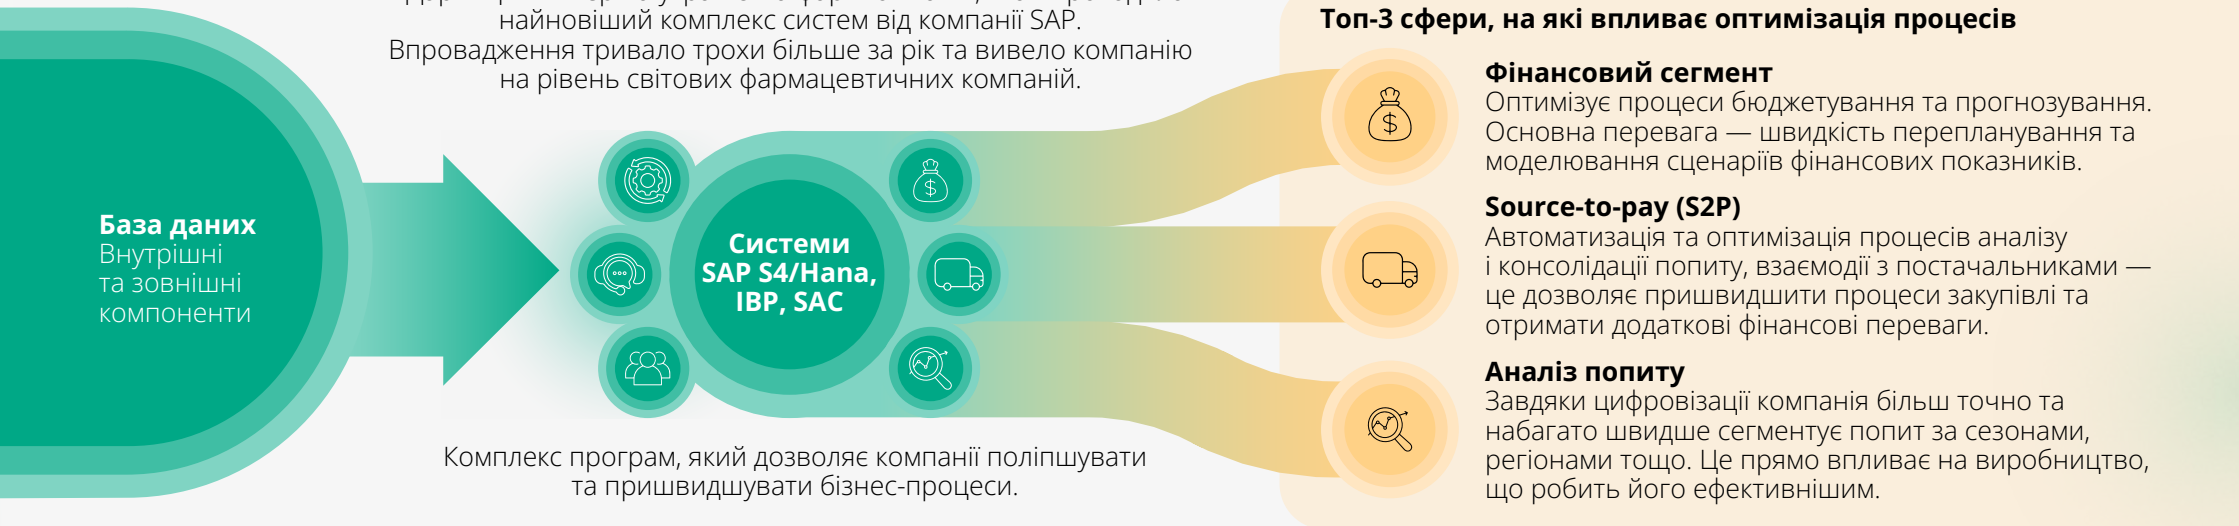 найновіший комплекс систем від компанії SAP.
Впровадження тривало трохи більше за рік та вивело компанію
на рівень світових фармацевтичних компаній.
База даних
Внутрішні
та зовнішні
компоненти
Системи
SAP S4/Hana,
IBP, SAC
Комплекс програм, який дозволяє компанії поліпшувати
та пришвидшувати бізнес-процеси.
Топ-3 сфери, на які впливає оптимізація процесів
Фінансовий сегмент
Оптимізує процеси бюджетування та прогнозування.
Основна перевага — швидкість перепланування та
моделювання сценаріїв фінансових показників.
Source-to-pay (S2P)
Автоматизація та оптимізація процесів аналізу
і консолідації попиту, взаємодії з постачальниками —
це дозволяє пришвидшити процеси закупівлі та
отримати додаткові фінансові переваги.
Аналіз попиту
Завдяки цифровізації компанія більш точно та
набагато швидше сегментує попит за сезонами,
регіонами тощо. Це прямо впливає на виробництво,
що робить його ефективнішим.